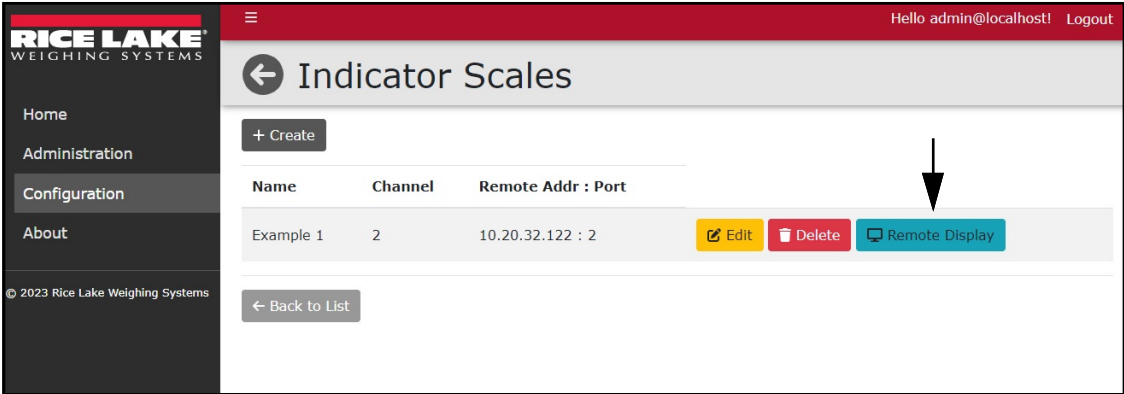 RICE LAKE®
WEIGHING SYSTEMS
Home
Administration
Configuration
About
© 2023 Rice Lake Weighing Systems
Hello admin@localhost! Logout
Indicator Scales
+ Create
Name Channel Remote Addr : Port
Example 1 2 10.20.32.122 : 2 Edit Delete Remote Display
← Back to List